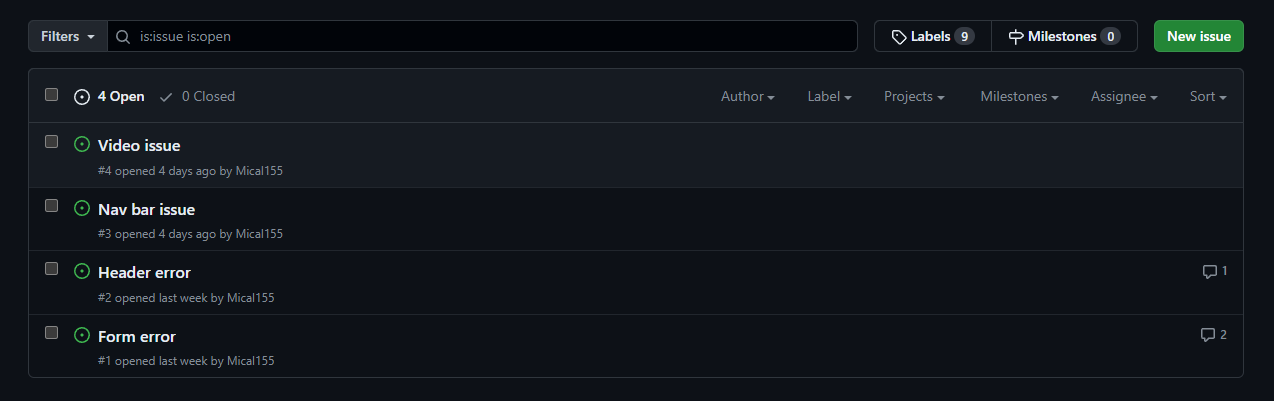 Filters is:issue is:open Labels 9 Milestones 0 New issue
4 Open 0 Closed Author Label Projects Milestones Assignee Sort
Video issue
#4 opened 4 days ago by Mical155
Nav bar issue
#3 opened 4 days ago by Mical155
Header error 1
#2 opened last week by Mical155
Form error 2
#1 opened last week by Mical155